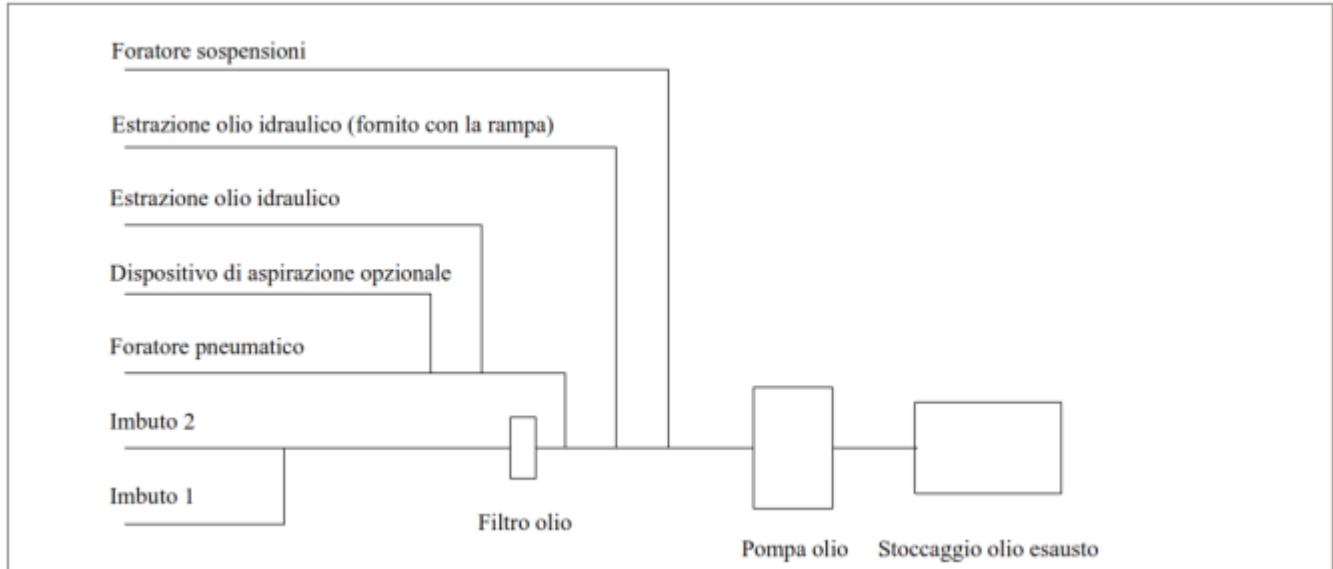 Foratore sospensioni
Estrazione olio idraulico (fornito con la rampa)
Estrazione olio idraulico
Dispositivo di aspirazione opzionale
Foratore pneumatico
Imbuto 2
Imbuto 1
Filtro olio
Pompa olio
Stoccaggio olio esausto